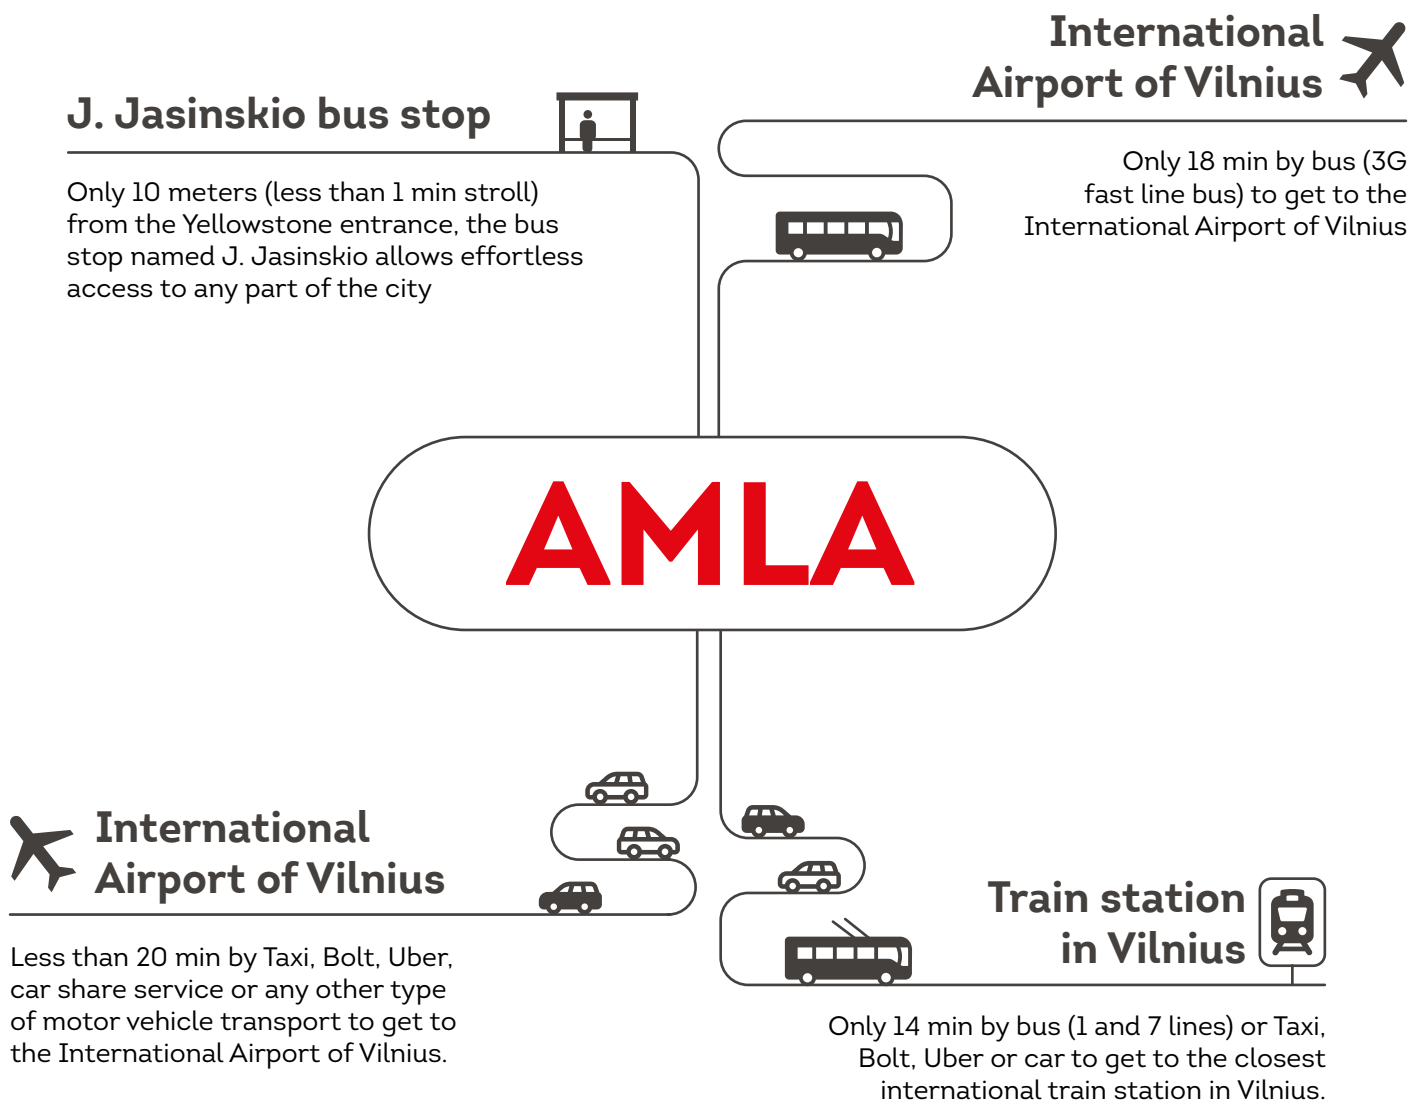 J. Jasinskio bus stop
Only 10 meters (less than 1 min stroll)
from the Yellowstone entrance, the bus
stop named J. Jasinskio allows effortless
access to any part of the city
International
Airport of Vilnius
Only 18 min by bus (3G
fast line bus) to get to the
International Airport of Vilnius
AMLA
International
Airport of Vilnius
Less than 20 min by Taxi, Bolt, Uber,
car share service or any other type
of motor vehicle transport to get to
the International Airport of Vilnius.
Train station
in Vilnius
Only 14 min by bus (1 and 7 lines) or Taxi,
Bolt, Uber or car to get to the closest
international train station in Vilnius.